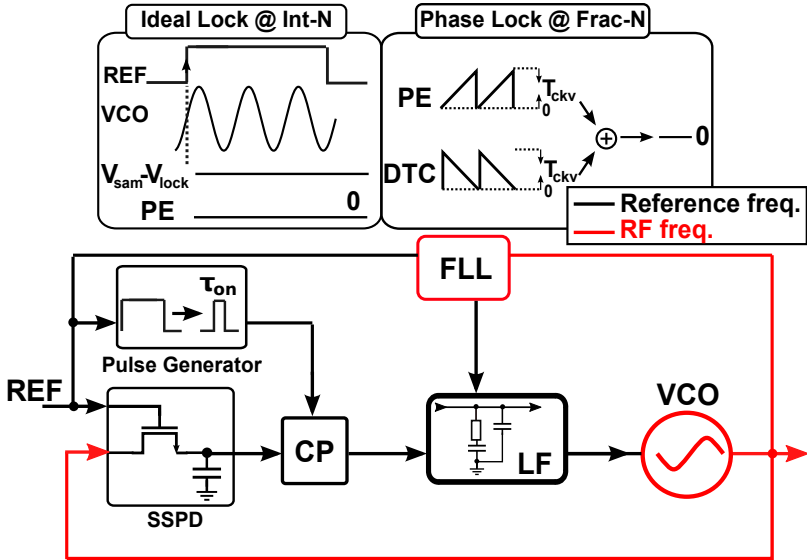 Ideal Lock @ Int-N
REF
VCO
Vsam-Vlock
PE
0
Phase Lock @ Frac-N
PE
Tckv
0
DTC
Tckv
0
0
Reference freq.
RF freq.
FLL
τon
Pulse Generator
REF
SSPD
CP
LF
VCO